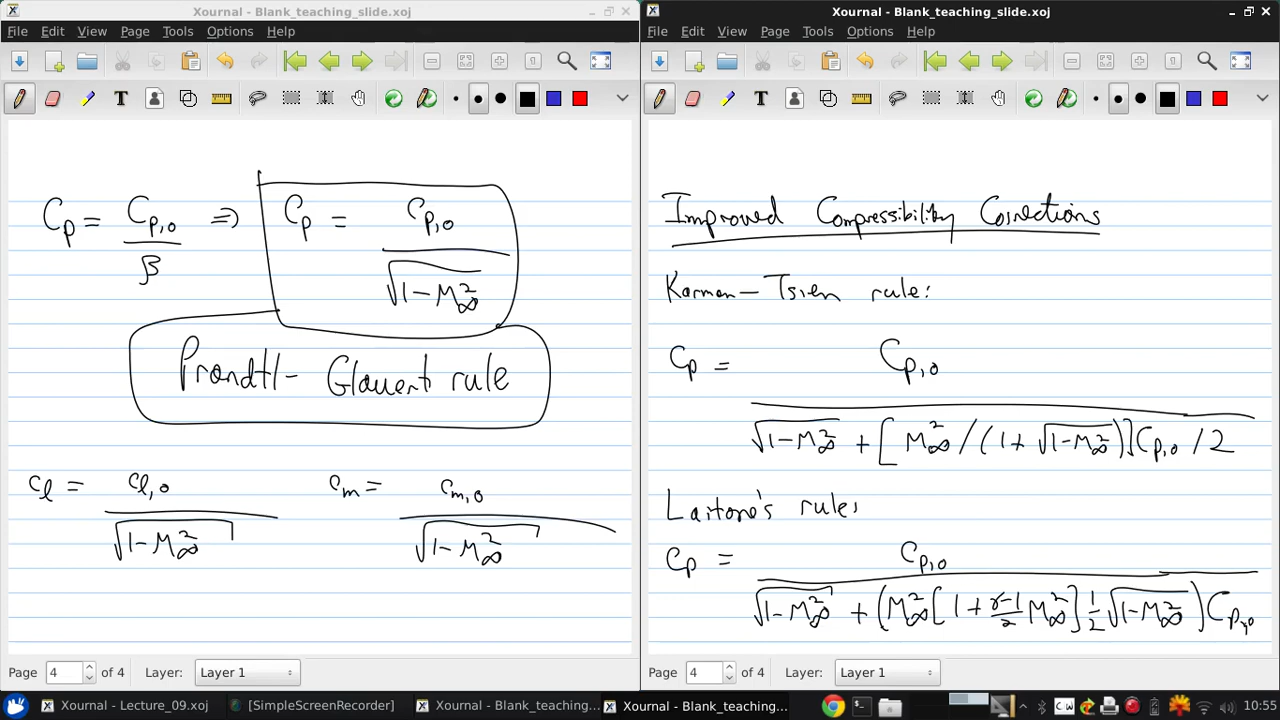 Xournal - Blank_teaching_slide.xoj
File Edit View Page Tools Options Help
Cp = Cp,0 / β ⇒ Cp = Cp,0 / √(1-M∞²)
Prandtl- Glauert rule
cl = cl,0 / √(1-M∞²) cm = cm,0 / √(1-M∞²)
Page 4 of 4 Layer: Layer 1
Xournal - Blank_teaching_slide.xoj
File Edit View Page Tools Options Help
Improved Compressibility Corrections
Karman-Tsien rule:
Cp = Cp,0 / √(1-M∞²) + [M∞²/(1+√(1-M∞²))]Cp,0/2
Laitone's rule:
Cp = Cp,0 / √(1-M∞²) + (M∞²[1+γ-1/2 M∞²]1/2√(1-M∞²))Cp,0
Page 4 of 4 Layer: Layer 1
Xournal - Lecture_09.xoj [SimpleScreenRecorder] Xournal - Blank_teaching... Xournal - Blank_teaching... CW 10:55